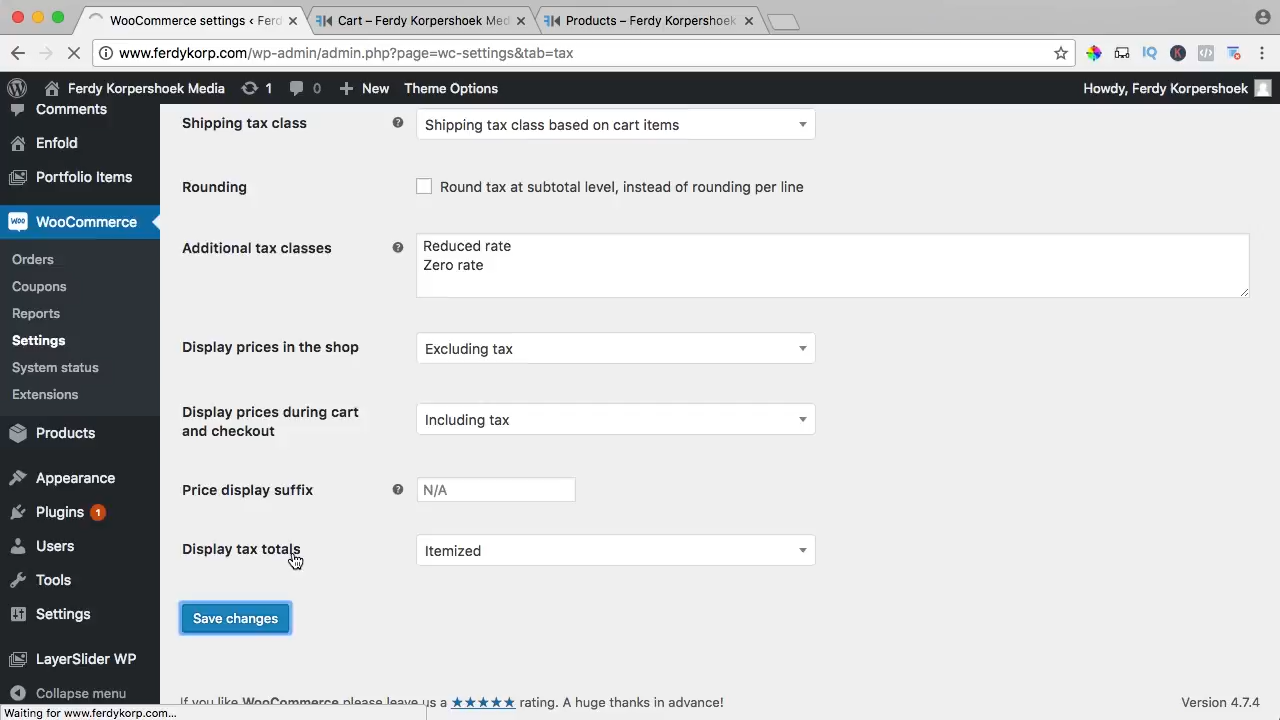 WooCommerce settings ‹ Ferd
Cart – Ferdy Korpershoek Med
Products – Ferdy Korpershoek
www.ferdykorp.com/wp-admin/admin.php?page=wc-settings&tab=tax
Ferdy Korpershoek Media
1
0
New
Theme Options
Howdy, Ferdy Korpershoek
Comments
Enfold
Portfolio Items
WooCommerce
Orders
Coupons
Reports
Settings
System status
Extensions
Products
Appearance
Plugins 1
Users
Tools
Settings
LayerSlider WP
Collapse menu
Shipping tax class
Shipping tax class based on cart items
Rounding
Round tax at subtotal level, instead of rounding per line
Additional tax classes
Reduced rate
Zero rate
Display prices in the shop
Excluding tax
Display prices during cart
and checkout
Including tax
Price display suffix
N/A
Display tax totals
Itemized
Save changes
If you like WooCommerce please leave us a ★★★★★ rating. A huge thanks in advance!
Version 4.7.4
Waiting for www.ferdykorp.com...